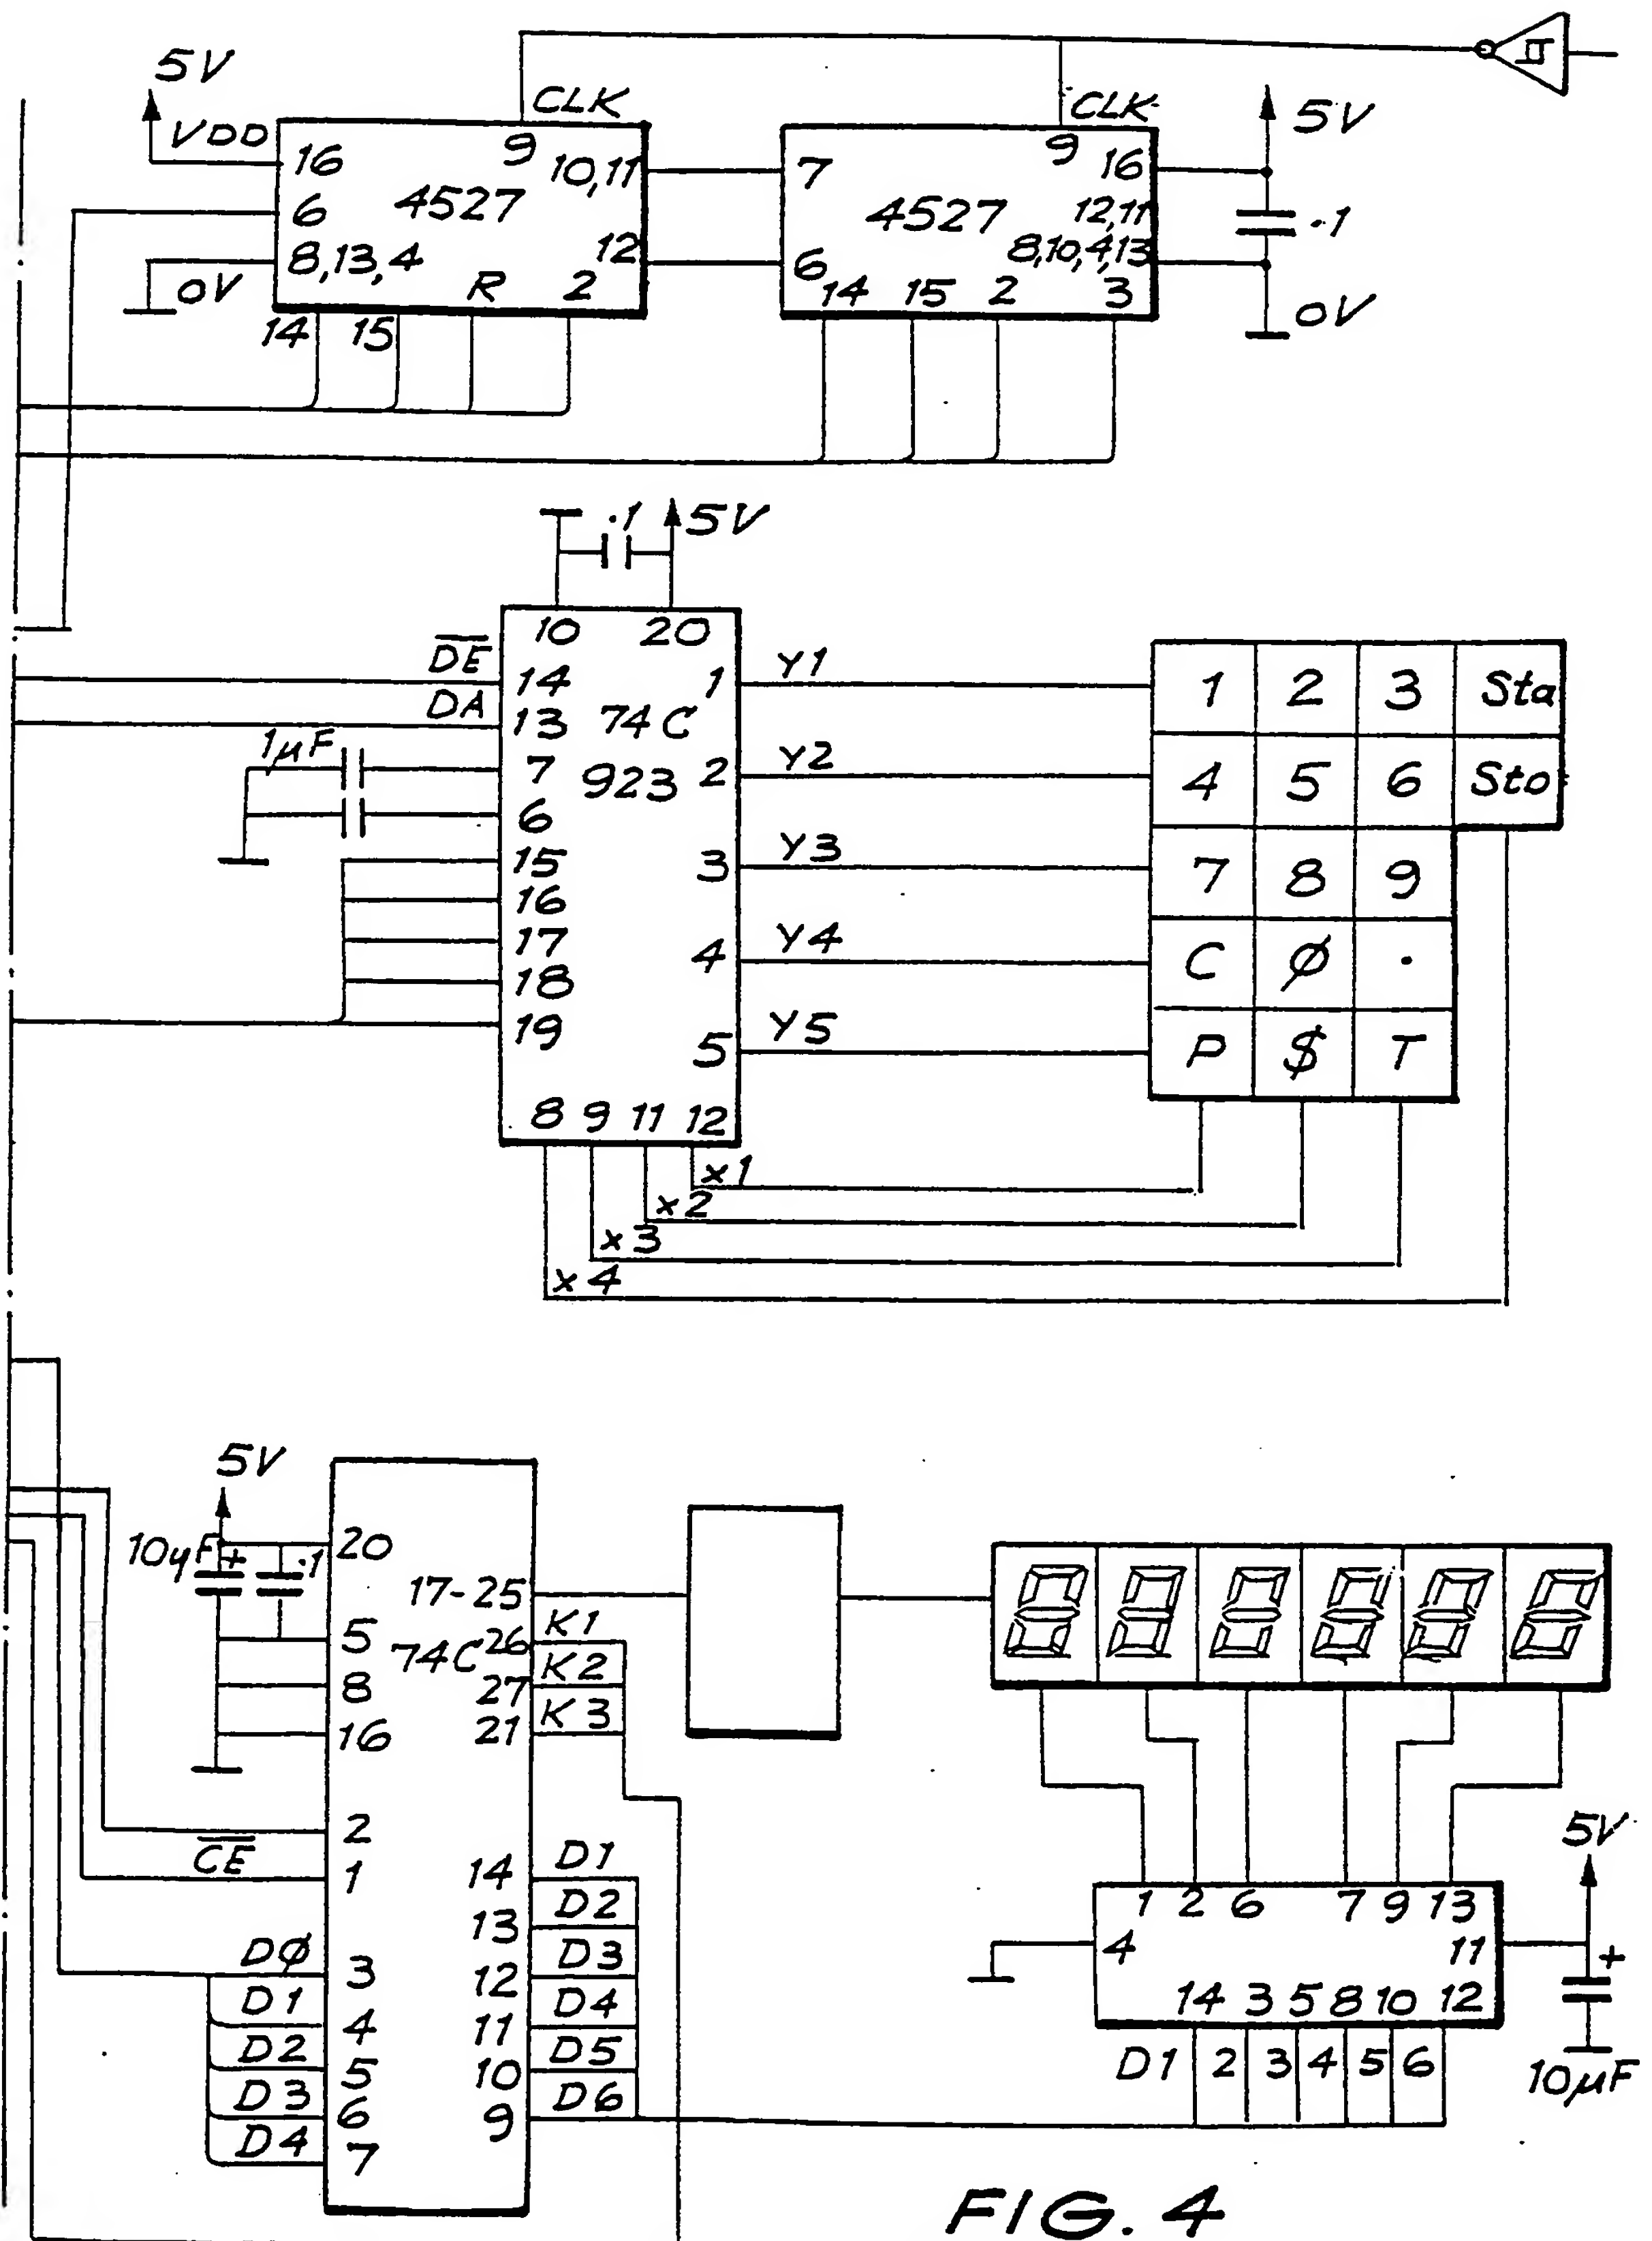 5V
VDD
CLK
CLK
5V
16
9
10,11
7
9
16
6
4527
4527
12,11
.1
8,13,4
12
6
8,10,4,13
0V
R
2
14
15
2
3
0V
14
15
.1
5V
10
20
DE
14
1
Y1
1
2
3
Sta
DA
13
74C
1µF
7
923
2
Y2
4
5
6
Sto
6
15
3
Y3
7
8
9
16
17
4
Y4
C
Ø
.
18
19
5
Y5
P
$
T
8
9
11
12
x1
x2
x3
x4
5V
10µF
+
.1
20
17-25
5
74C
26
K1
8
27
K2
16
21
K3
2
CE
1
14
D1
13
D2
DØ
3
12
D3
D1
4
11
D4
D2
5
10
D5
D3
6
9
D6
D4
7
8
8
8
8
8
8
5V
1
2
6
7
9
13
4
11
+
14
3
5
8
10
12
D1
2
3
4
5
6
10µF
FIG. 4